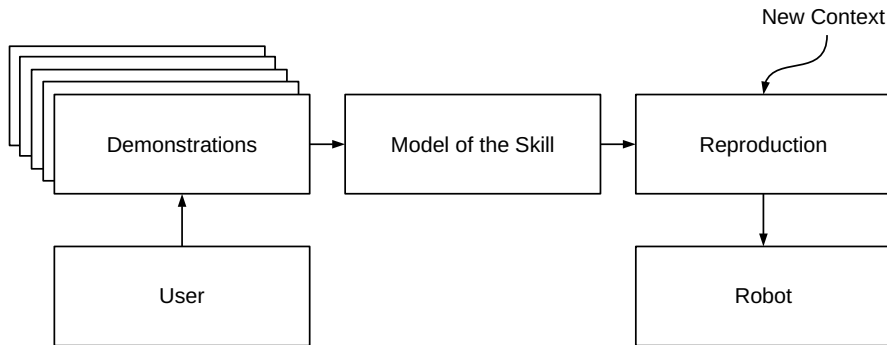 New Context
Demonstrations
Model of the Skill
Reproduction
User
Robot